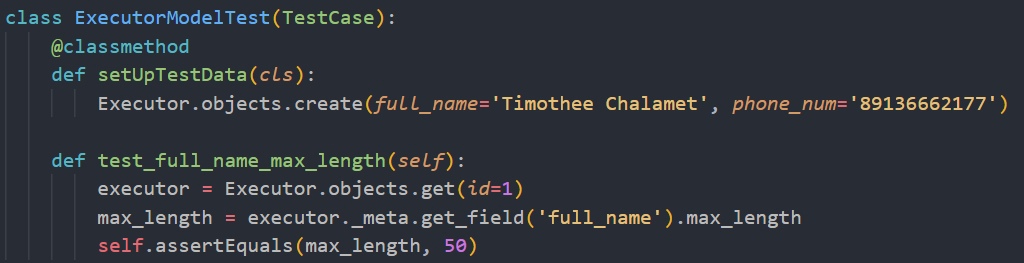 class ExecutorModelTest(TestCase):
    @classmethod
    def setUpTestData(cls):
        Executor.objects.create(full_name='Timothee Chalamet', phone_num='89136662177')

    def test_full_name_max_length(self):
        executor = Executor.objects.get(id=1)
        max_length = executor._meta.get_field('full_name').max_length
        self.assertEquals(max_length, 50)